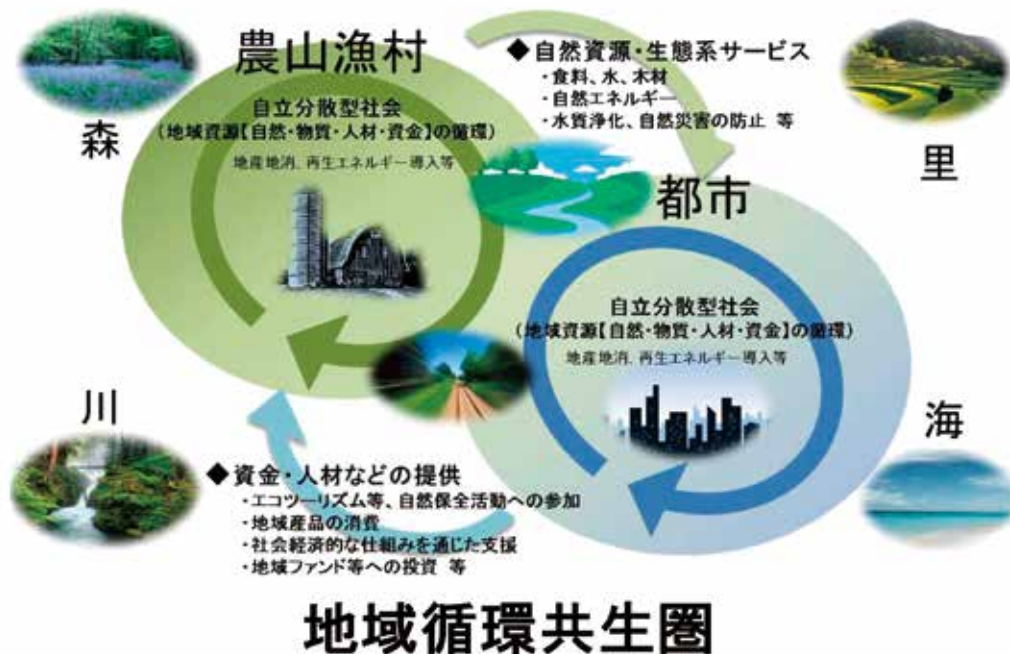 農山漁村
自立分散型社会
(地域資源【自然・物質・人材・資金】の循環)
地産地消、再生エネルギー導入等
◆自然資源・生態系サービス
・食料、水、木材
・自然エネルギー
・水質浄化、自然災害の防止 等
森
里
都市
自立分散型社会
(地域資源【自然・物質・人材・資金】の循環)
地産地消、再生エネルギー導入等
川
海
◆資金・人材などの提供
・エコツーリズム等、自然保全活動への参加
・地域産品の消費
・社会経済的な仕組みを通じた支援
・地域ファンド等への投資 等
地域循環共生圏